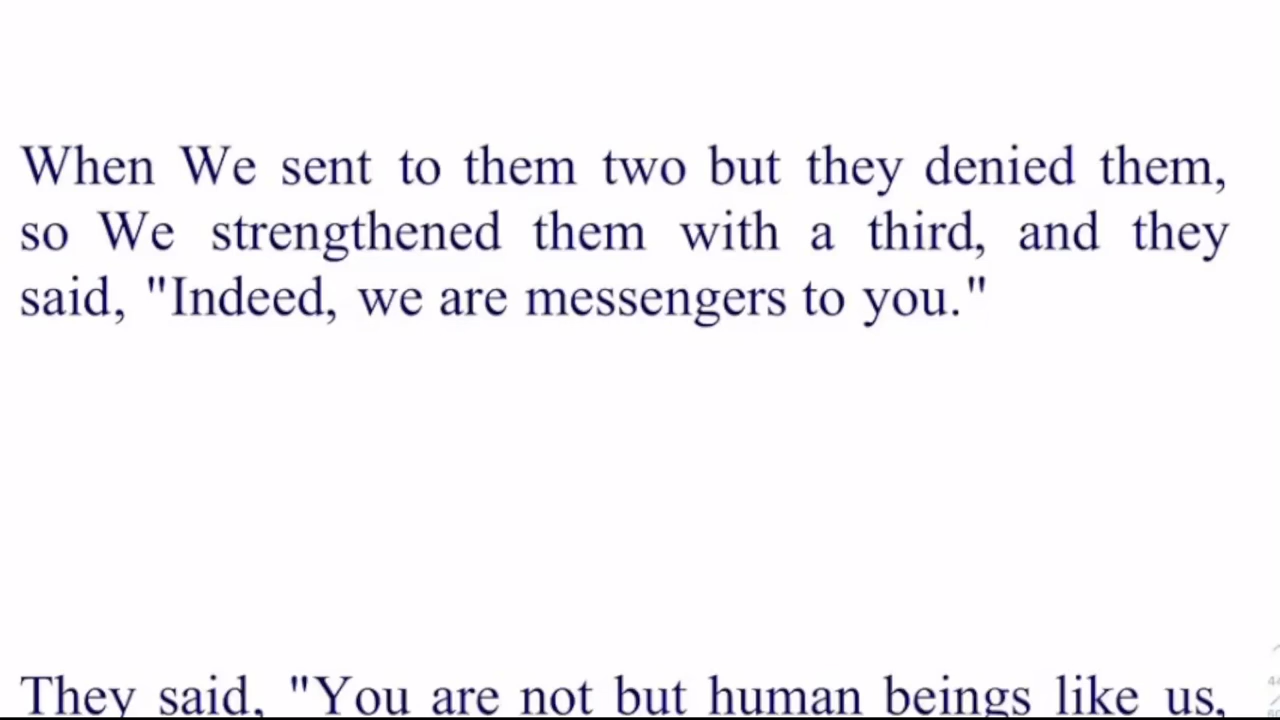 When We sent to them two but they denied them,
so We strengthened them with a third, and they
said, "Indeed, we are messengers to you."
They said, "You are not but human beings like us,